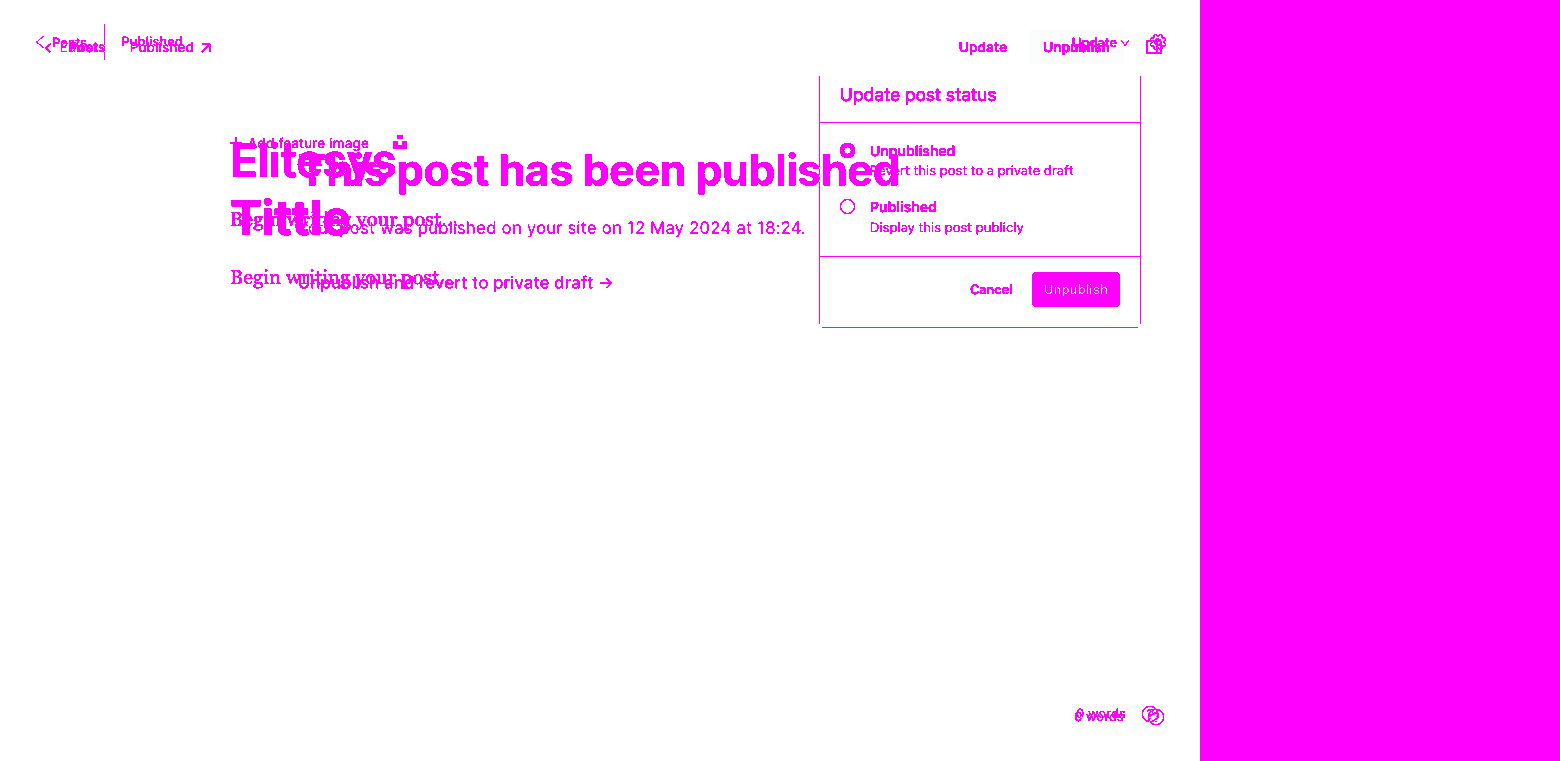 Posts
Published
Posts
Published
Update
Update
Unpublish
Update post status
Add feature image
Elitesys
This post has been published
Unpublished
Revert this post to a private draft
Tittle
Begin writing your post...
post was published on your site on 12 May 2024 at 18:24.
Published
Display this post publicly
Begin writing your post...
Unpublish and revert to private draft →
Cancel
Unpublish
0 words
0 words